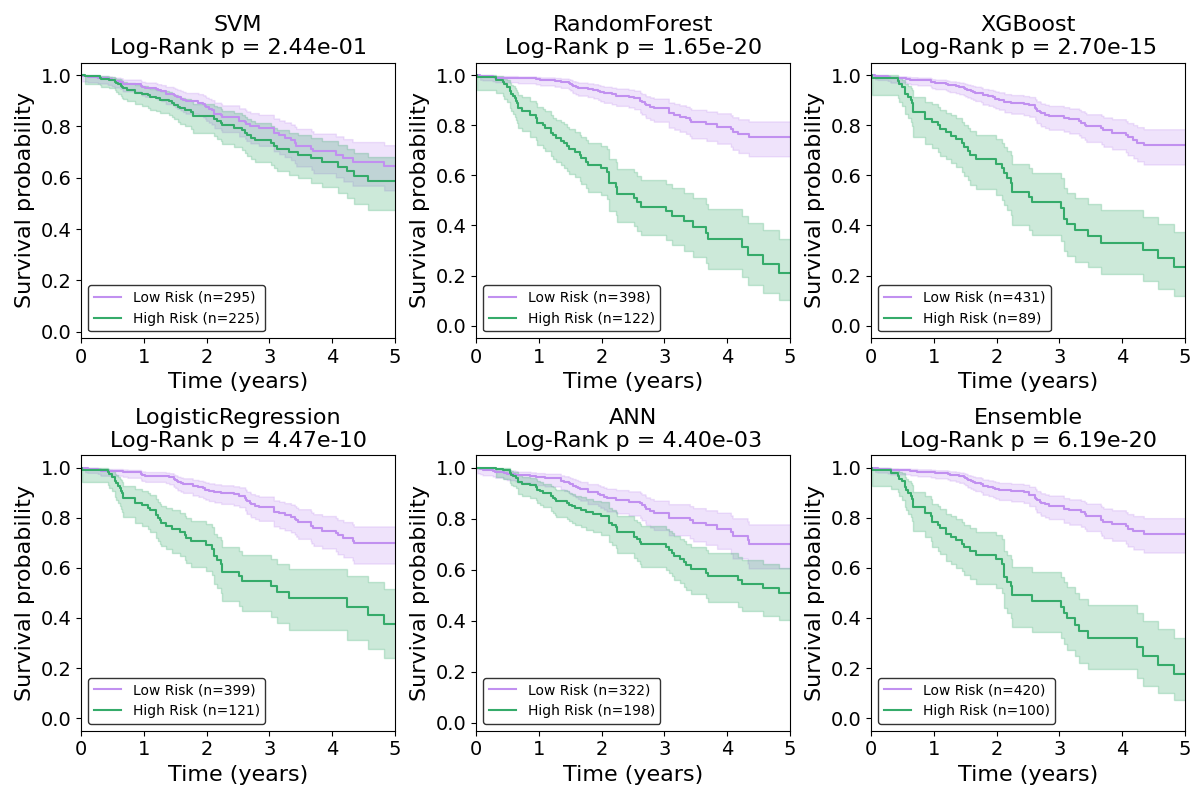 SVM
Log-Rank p = 2.44e-01
Survival probability
1.0
0.8
0.6
0.4
0.2
0.0
Low Risk (n=295)
High Risk (n=225)
0 1 2 3 4 5
Time (years)
RandomForest
Log-Rank p = 1.65e-20
Survival probability
1.0
0.8
0.6
0.4
0.2
0.0
Low Risk (n=398)
High Risk (n=122)
0 1 2 3 4 5
Time (years)
XGBoost
Log-Rank p = 2.70e-15
Survival probability
1.0
0.8
0.6
0.4
0.2
0.0
Low Risk (n=431)
High Risk (n=89)
0 1 2 3 4 5
Time (years)
LogisticRegression
Log-Rank p = 4.47e-10
Survival probability
1.0
0.8
0.6
0.4
0.2
0.0
Low Risk (n=399)
High Risk (n=121)
0 1 2 3 4 5
Time (years)
ANN
Log-Rank p = 4.40e-03
Survival probability
1.0
0.8
0.6
0.4
0.2
0.0
Low Risk (n=322)
High Risk (n=198)
0 1 2 3 4 5
Time (years)
Ensemble
Log-Rank p = 6.19e-20
Survival probability
1.0
0.8
0.6
0.4
0.2
0.0
Low Risk (n=420)
High Risk (n=100)
0 1 2 3 4 5
Time (years)